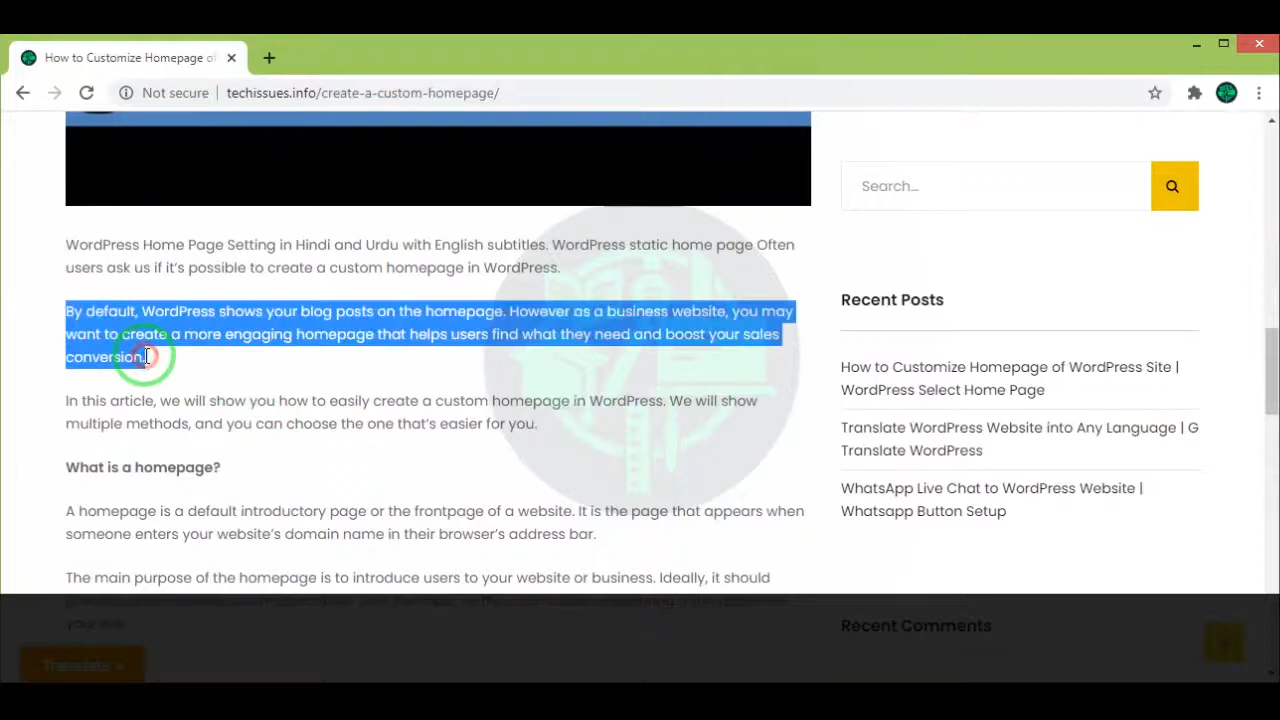 How to Customize Homepage of
Not secure
techissues.info/create-a-custom-homepage/
WordPress Home Page Setting in Hindi and Urdu with English subtitles. WordPress static home page Often
users ask us if it's possible to create a custom homepage in WordPress.
By default, WordPress shows your blog posts on the homepage. However as a business website, you may
want to create a more engaging homepage that helps users find what they need and boost your sales
conversion.
In this article, we will show you how to easily create a custom homepage in WordPress. We will show
multiple methods, and you can choose the one that's easier for you.
What is a homepage?
A homepage is a default introductory page or the frontpage of a website. It is the page that appears when
someone enters your website's domain name in their browser's address bar.
The main purpose of the homepage is to introduce users to your website or business. Ideally, it should
your site.
Translate »
Search...
Recent Posts
How to Customize Homepage of WordPress Site |
WordPress Select Home Page
Translate WordPress Website into Any Language | G
Translate WordPress
WhatsApp Live Chat to WordPress Website |
Whatsapp Button Setup
Recent Comments